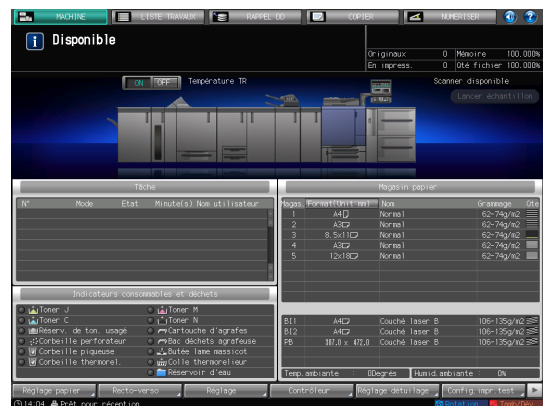 MACHINE LISTE TRAVAUX RAPPEL DD COPIER NUMERISER
Disponible
Originaux 0 Mémoire 100.000%
En impress. 0 Qté fichier 100.000%
ON OFF Température TR
Scanner disponible
Lancer échantillon
Tâche
N° Mode Etat Minute(s) Nom utilisateur
Magasin papier
Magas. Format(Unit:mm) Nom Grammage Qte
1 A4 Normal 62-74g/m2
2 A3 Normal 62-74g/m2
3 8.5x11 Normal 62-74g/m2
4 A3 Normal 62-74g/m2
5 12x18 Normal 62-74g/m2
BI1 A4 Couché laser B 106-135g/m2
BI2 A4 Couché laser B 106-135g/m2
PB Couché laser B 106-135g/m2
Indicateurs consommables et déchets
Toner J Toner M
Toner C Toner N
Réserv. de ton. usagé Cartouche d'agrafes
Corbeille perforateur Bac déchets agrafeuse
Corbeille piqueuse Butée lame massicot
Corbeille thermorel. Colle thermorelieur
Réservoir d'eau
Temp.ambiante : 0Degrés Humid.ambiante : 0%
Réglage papier Recto-verso Réglage Contrôleur Réglage détuilage Config.impr.test
14:04 Prêt pour réception
Rotation Tamb/Dév.